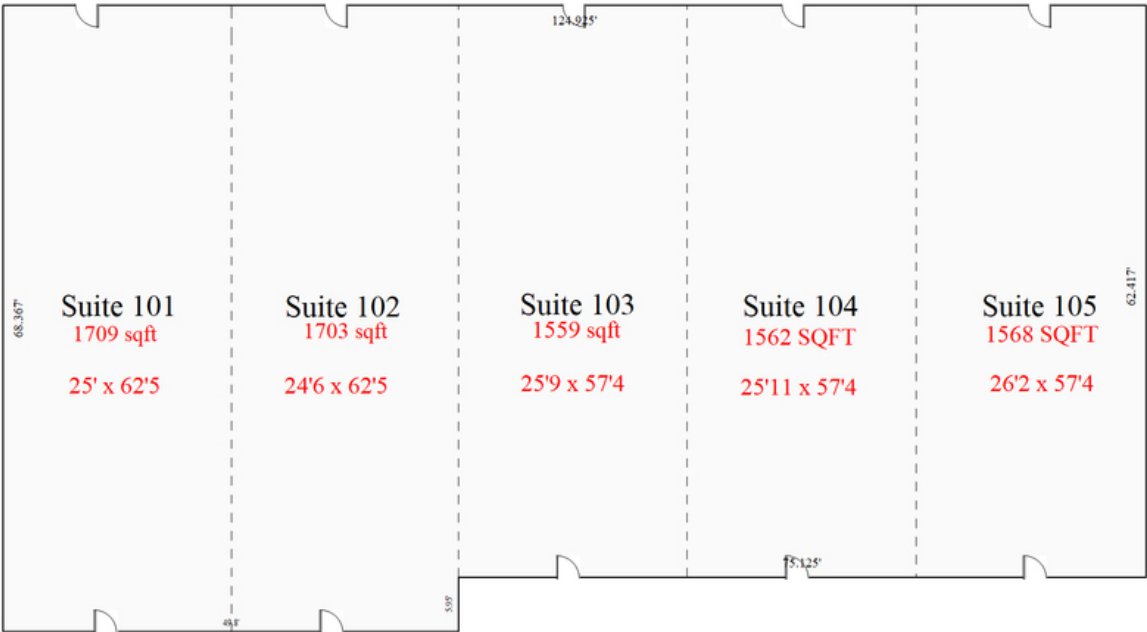 124.925'
68.367'
62.417'
Suite 101
1709 sqft
25' x 62'5
Suite 102
1703 sqft
24'6 x 62'5
Suite 103
1559 sqft
25'9 x 57'4
Suite 104
1562 SQFT
25'11 x 57'4
Suite 105
1568 SQFT
26'2 x 57'4
75.125'
5.95'
49.8'